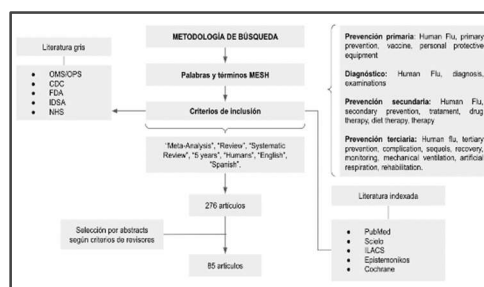 Literatura gris
OMS/OPS
CDC
FDA
IDSA
NHS
METODOLOGÍA DE BÚSQUEDA
Palabras y términos MESH
Criterios de inclusión
"Meta-Analysis", "Review", "Systematic
Review", "5 years", "Humans", "English",
"Spanish".
276 artículos
Selección por abstracts
según criterios de revisores
85 artículos
Prevención primaria: Human Flu, primary
prevention, vaccine, personal protective
equipment
Diagnóstico: Human Flu, diagnosis,
examinations
Prevención secundaria: Human Flu,
secondary prevention, tratament, drug
therapy, diet therapy, therapy
Prevención terciaria: Human flu, tertiary
prevention, complication, sequels, recovery,
monitoring, mechanical ventilation, artificial
respiration, rehabilitation.
Literatura indexada
PubMed
Scielo
ILACS
Epistemonikos
Cochrane